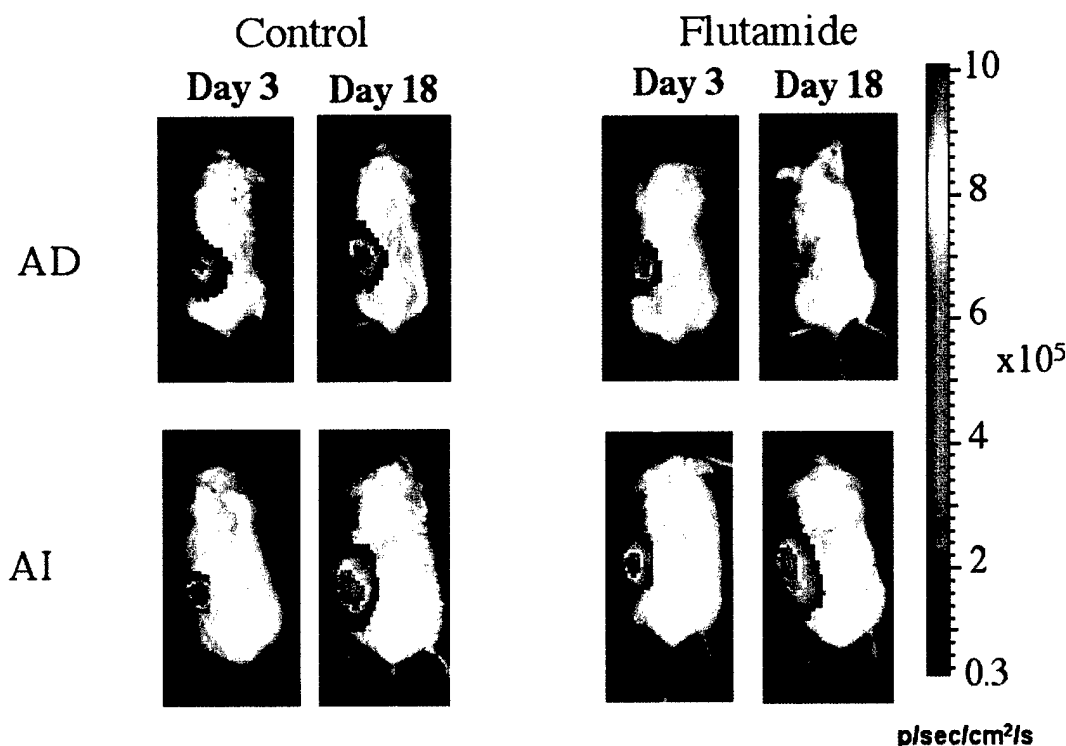 Control
Flutamide
Day 3
Day 18
Day 3
Day 18
AD
AI
10
8
6
x10⁵
4
2
0.3
p/sec/cm²/s